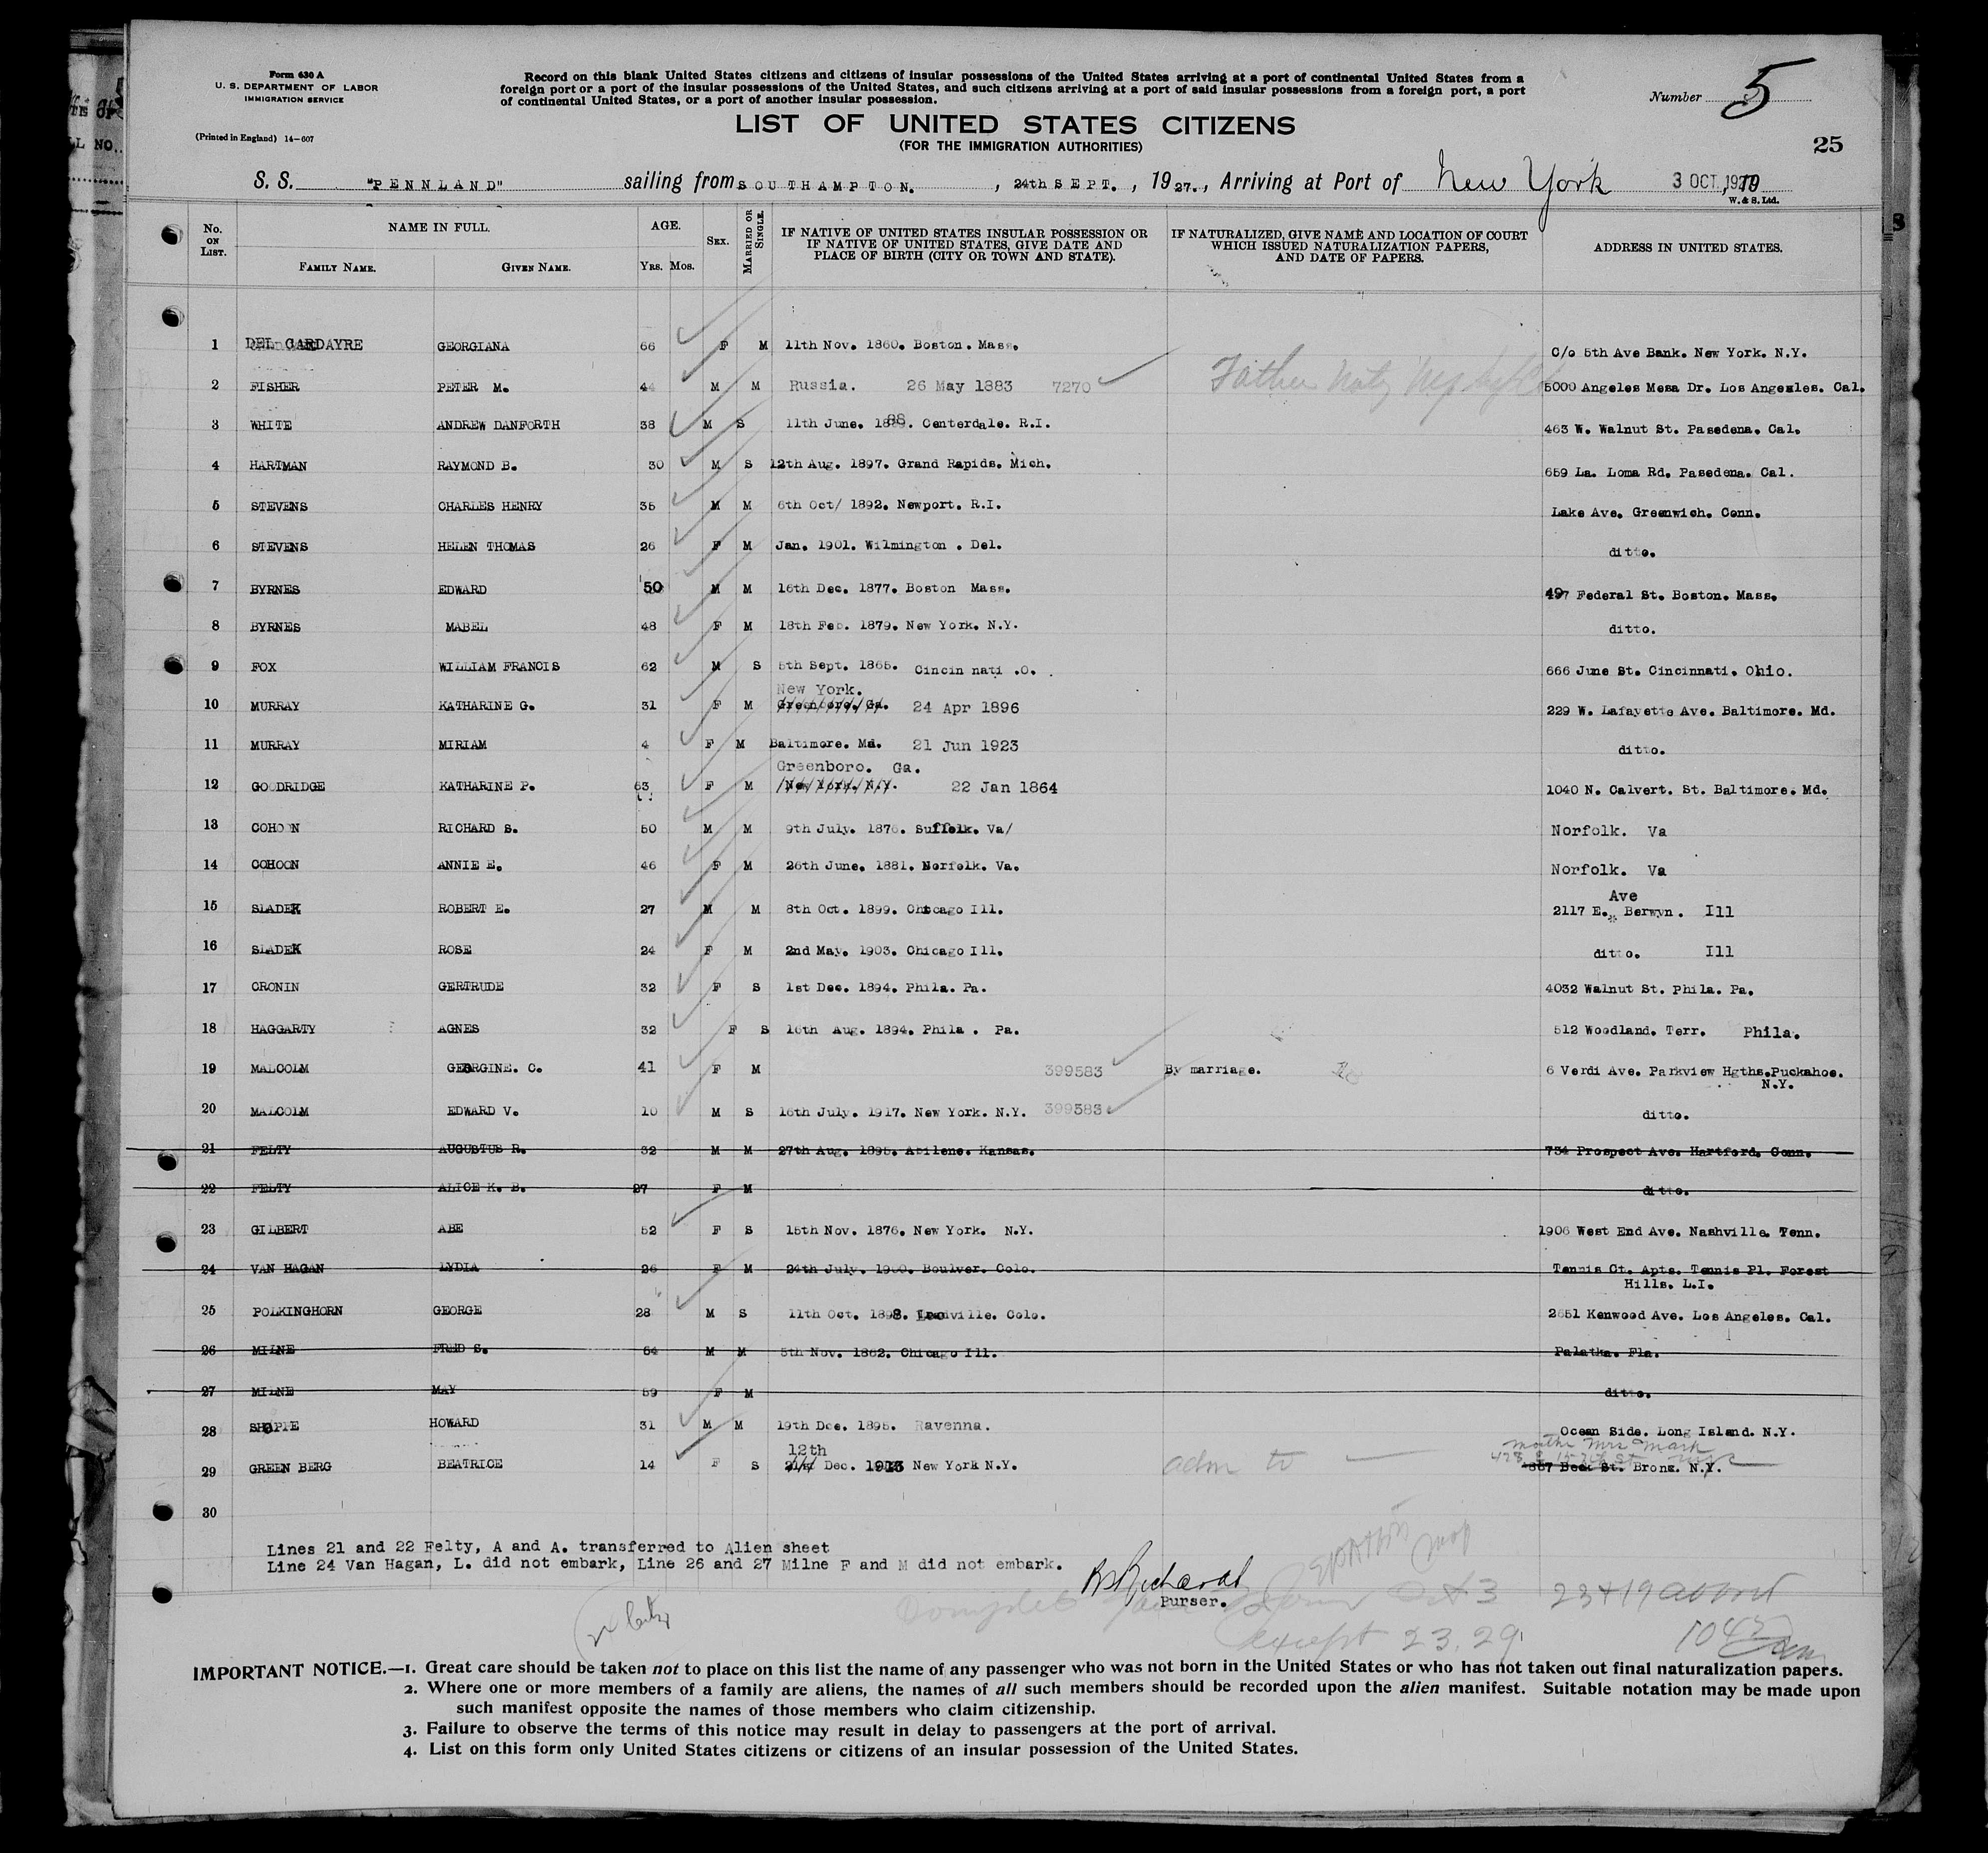 Form 630 A
U. S. DEPARTMENT OF LABOR
IMMIGRATION SERVICE
(Printed in England) 14-607
Record on this blank United States citizens and citizens of insular possessions of the United States arriving at a port of continental United States from a
foreign port or a port of the insular possessions of the United States, and such citizens arriving at a port of said insular possessions from a foreign port, a port
of continental United States, or a port of another insular possession.
Number 5
LIST OF UNITED STATES CITIZENS
(FOR THE IMMIGRATION AUTHORITIES)
25
S. S. "PENNLAND" sailing from SOUTHAMPTON. , 24th SEPT. , 1927. , Arriving at Port of New York 3 OCT. 1927
W. & S. Ltd.
No. ON LIST. NAME IN FULL. AGE. SEX. MARRIED OR SINGLE. IF NATIVE OF UNITED STATES INSULAR POSSESSION OR IF NATIVE OF UNITED STATES, GIVE DATE AND PLACE OF BIRTH (CITY OR TOWN AND STATE). IF NATURALIZED, GIVE NAME AND LOCATION OF COURT WHICH ISSUED NATURALIZATION PAPERS, AND DATE OF PAPERS. ADDRESS IN UNITED STATES.
FAMILY NAME. GIVEN NAME. YRS. MOS.
1 DEL GARDAYRE GEORGIANA 66 F M 11th Nov. 1860. Boston. Mass. C/o 5th Ave Bank. New York. N.Y.
2 FISHER PETER M. 44 M M Russia. 26 May 1883 7270 Father 5000 Angeles Mesa Dr. Los Angeles. Cal.
3 WHITE ANDREW DANFORTH 38 M S 11th June. 1888. Centerdale. R.I. 463 W. Walnut St. Pasedena. Cal.
4 HARTMAN RAYMOND B. 30 M S 12th Aug. 1897. Grand Rapids. Mich. 659 La. Loma Rd. Pasedena. Cal.
5 STEVENS CHARLES HENRY 35 M M 6th Oct/ 1892. Newport. R.I. Lake Ave. Greenwich. Conn.
6 STEVENS HELEN THOMAS 26 F M Jan. 1901. Wilmington . Del. ditto.
7 BYRNES EDWARD 50 M M 16th Dec. 1877. Boston Mass. 497 Federal St. Boston. Mass.
8 BYRNES MABEL 48 F M 18th Feb. 1879. New York. N.Y. ditto.
9 FOX WILLIAM FRANCIS 62 M S 5th Sept. 1865. Cincin nati .O. 666 June St. Cincinnati. Ohio.
New York.
10 MURRAY KATHARINE G. 31 F M Greenboro. Ga. 24 Apr 1896 229 W. Lafayette Ave. Baltimore. Md.
11 MURRAY MIRIAM 4 F M Baltimore. Md. 21 Jun 1923 ditto.
Greenboro. Ga.
12 GOODRIDGE KATHARINE P. 63 F M New York. N.Y. 22 Jan 1864 1040 N. Calvert. St. Baltimore. Md.
13 COHOON RICHARD S. 50 M M 9th July. 1876. Suffolk. Va/ Norfolk. Va
14 COHOON ANNIE E. 46 F M 26th June. 1881. Norfolk. Va. Norfolk. Va
Ave
15 SLADEK ROBERT E. 27 M M 8th Oct. 1899. Chicago Ill. 2117 E. Berwyn. Ill
16 SLADEK ROSE 24 F M 2nd May. 1903. Chicago Ill. ditto. Ill
17 CRONIN GERTRUDE 32 F S 1st Dec. 1894. Phila. Pa. 4032 Walnut St. Phila. Pa.
18 HAGGARTY AGNES 32 F S 16th Aug. 1894. Phila . Pa. 512 Woodland. Terr. Phila.
19 MALCOLM GEORGINE. C. 41 F M 399583 By marriage. 6 Verdi Ave. Parkview Hgths. Puckahoe.
N.Y.
20 MALCOLM EDWARD V. 10 M S 16th July. 1917. New York. N.Y. 399583 ditto.
21 FELTY AUGUSTUS R. 32 M M 27th Aug. 1895. Abilene. Kansas. 734 Prospect Ave. Hartford. Conn.
22 FELTY ALICE K. B. 27 F M ditto.
23 GILBERT ABE 52 F S 15th Nov. 1876. New York. N.Y. 1906 West End Ave. Nashville. Tenn.
24 VAN HAGAN LYDIA 26 F M 24th July. 1900. Boulver. Colo. Tennis Ct. Apts. Tennis Pl. Forest
Hills. L.I.
25 POLKINGHORN GEORGE 28 M S 11th Oct. 1898. Leadville. Colo. 2651 Kenwood Ave. Los Angeles. Cal.
26 MILNE FRED S. 64 M M 5th Nov. 1862. Chicago Ill. Palatka. Fla.
27 MILNE MAY 59 F M ditto.
28 SHOPLE HOWARD 31 M M 19th Dec. 1895. Ravenna. Ocean Side. Long Island. N.Y.
12th mother Mrs Mark
29 GREEN BERG BEATRICE 14 F S 21st Dec. 1913 New York N.Y. adm to 887 Beck St. Bronx. N.Y.
30
Lines 21 and 22 Felty, A and A. transferred to Alien sheet
Line 24 Van Hagan, L. did not embark, Line 26 and 27 Milne F and M did not embark.
Purser.
except 23.29
IMPORTANT NOTICE.—1. Great care should be taken not to place on this list the name of any passenger who was not born in the United States or who has not taken out final naturalization papers.
2. Where one or more members of a family are aliens, the names of all such members should be recorded upon the alien manifest. Suitable notation may be made upon
such manifest opposite the names of those members who claim citizenship.
3. Failure to observe the terms of this notice may result in delay to passengers at the port of arrival.
4. List on this form only United States citizens or citizens of an insular possession of the United States.